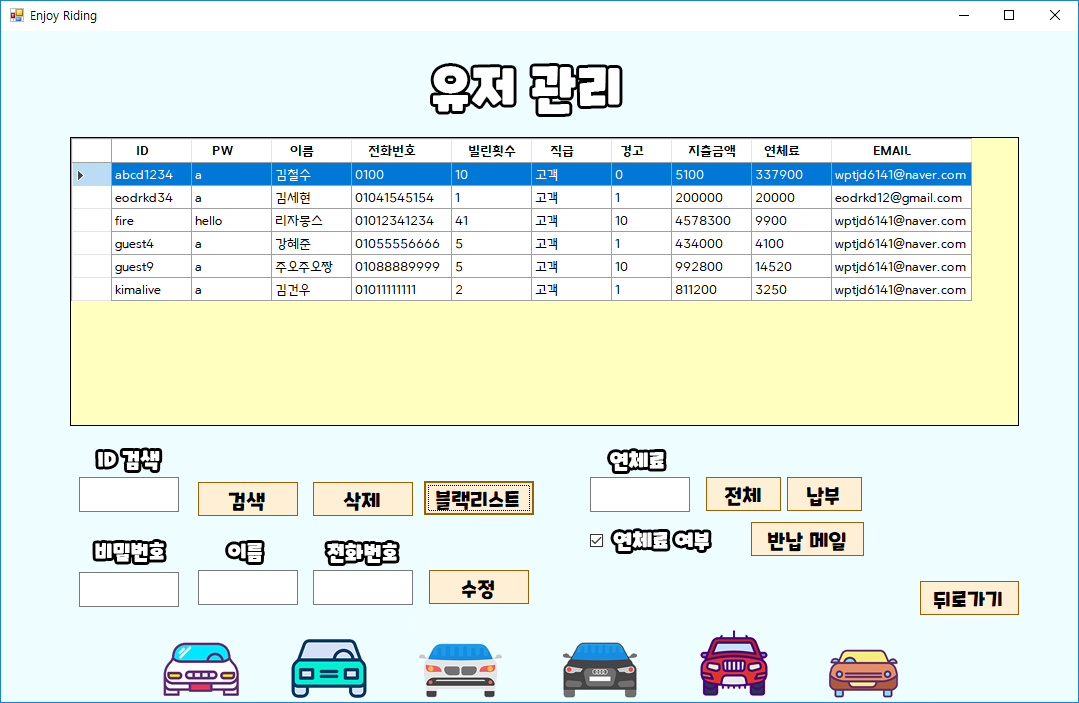 Enjoy Riding
유저 관리
ID PW 이름 전화번호 빌린횟수 직급 경고 지출금액 연체료 EMAIL
abcd1234 a 김철수 0100 10 고객 0 5100 337900 wptjd6141@naver.com
eodrkd34 a 김세현 01041545154 1 고객 1 200000 20000 eodrkd12@gmail.com
fire hello 리자몽스 01012341234 41 고객 10 4578300 9900 wptjd6141@naver.com
guest4 a 강혜준 01055556666 5 고객 1 434000 4100 wptjd6141@naver.com
guest9 a 주오주오짱 01088889999 5 고객 10 992800 14520 wptjd6141@naver.com
kimalive a 김건우 01011111111 2 고객 1 811200 3250 wptjd6141@naver.com
ID 검색 연체료
검색 삭제 블랙리스트 전체 납부
비밀번호 이름 전화번호 연체료 여부 반납 메일
수정 뒤로가기